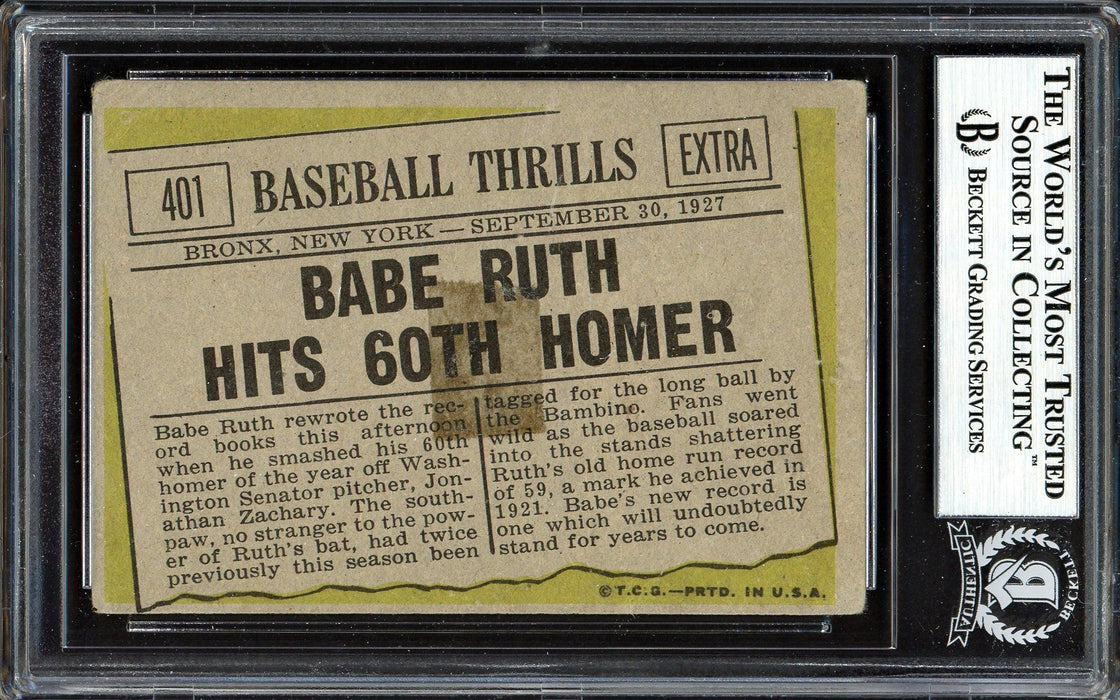 401
BASEBALL THRILLS
EXTRA
BRONX, NEW YORK — SEPTEMBER 30, 1927
BABE RUTH
HITS 60TH HOMER
Babe Ruth rewrote the rec-
ord books this afternoon
when he smashed his 60th
homer of the year off Wash-
ington Senator pitcher, Jon-
athan Zachary. The south-
paw, no stranger to the pow-
er of Ruth's bat, had twice
previously this season been
tagged for the long ball by
the Bambino. Fans went
wild as the baseball soared
into the stands shattering
Ruth's old home run record
of 59, a mark he achieved in
1921. Babe's new record is
one which will undoubtedly
stand for years to come.
©T.C.G.—PRTD. IN U.S.A.
THE WORLD'S MOST TRUSTED
SOURCE IN COLLECTING™
B BECKETT GRADING SERVICES
B
BECKETT
AUTHENTIC